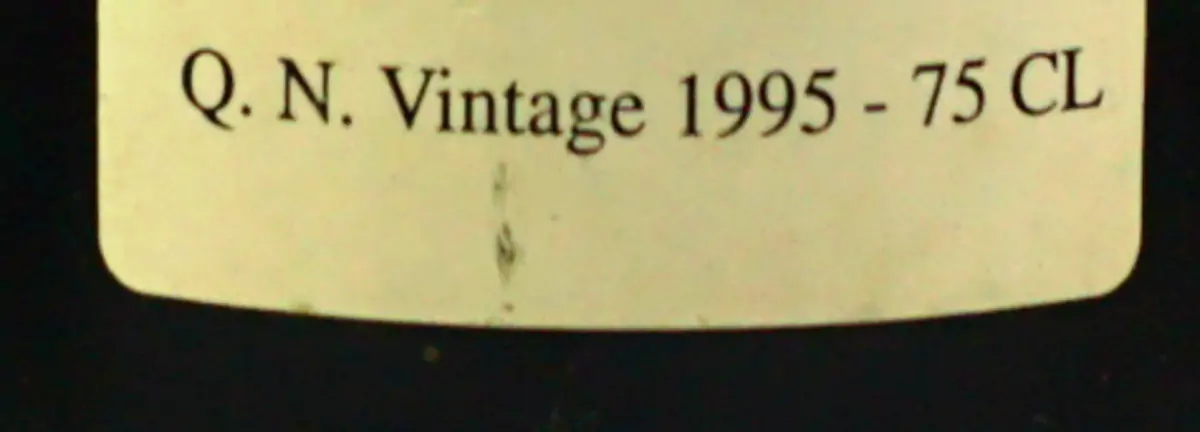 Q. N. Vintage 1995 - 75 CL